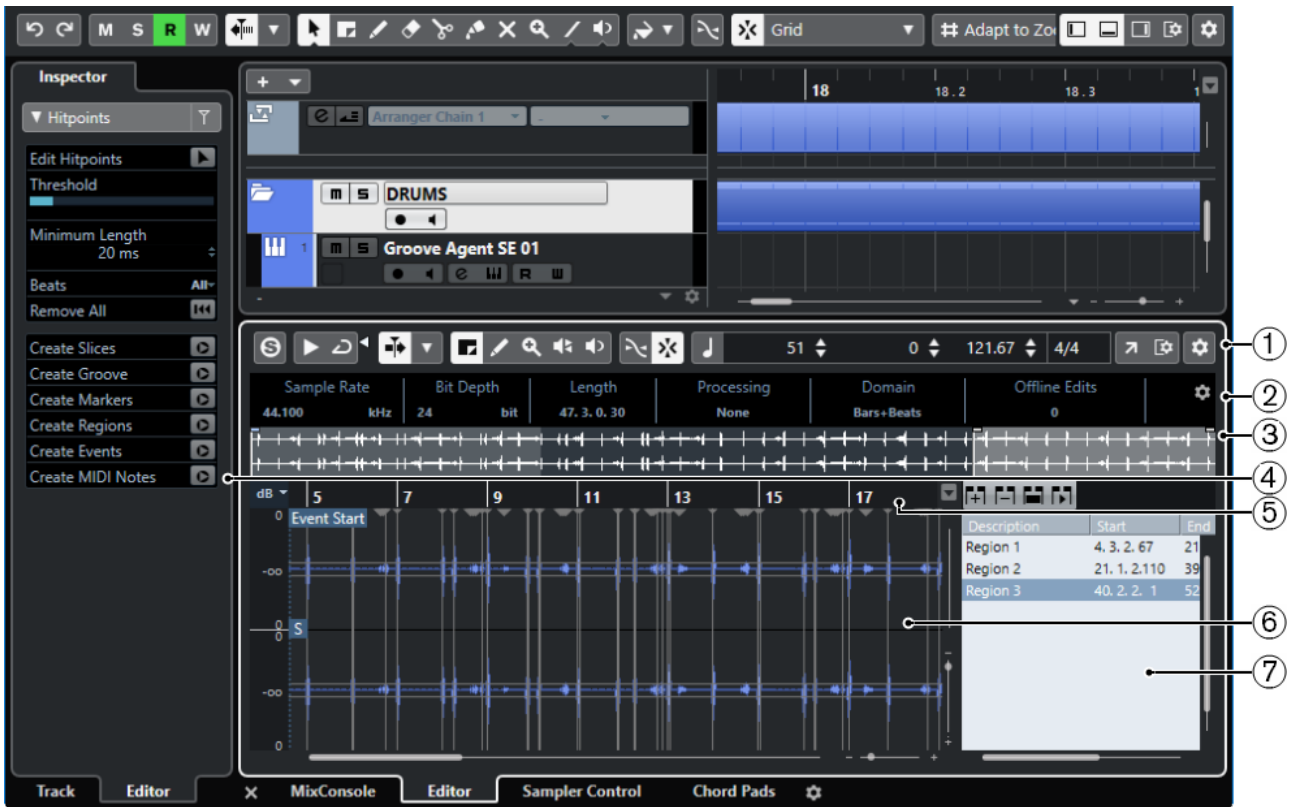 M S R W Grid Adapt to Zo
Inspector
Hitpoints
Edit Hitpoints
Threshold
Minimum Length
20 ms
Beats All
Remove All
Create Slices
Create Groove
Create Markers
Create Regions
Create Events
Create MIDI Notes
18 18.2 18.3 1
e Arranger Chain 1 -
m s DRUMS
1 m s Groove Agent SE 01
e R W
-
S 51 0 121.67 4/4
Sample Rate Bit Depth Length Processing Domain Offline Edits
44.100 kHz 24 bit 47. 3. 0. 30 None Bars+Beats 0
dB 5 7 9 11 13 15 17
0 Event Start
-∞
0
0 S
-∞
0
Description Start End
Region 1 4. 3. 2. 67 21
Region 2 21. 1. 2.110 39
Region 3 40. 2. 2. 1 52
1
2
3
4
5
6
7
Track Editor MixConsole Editor Sampler Control Chord Pads